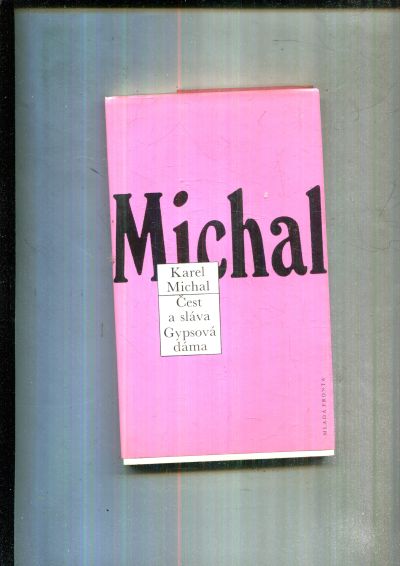 Michal
Karel
Michal
Čest
a sláva
Gypsová
dáma
MLADÁ FRONTA